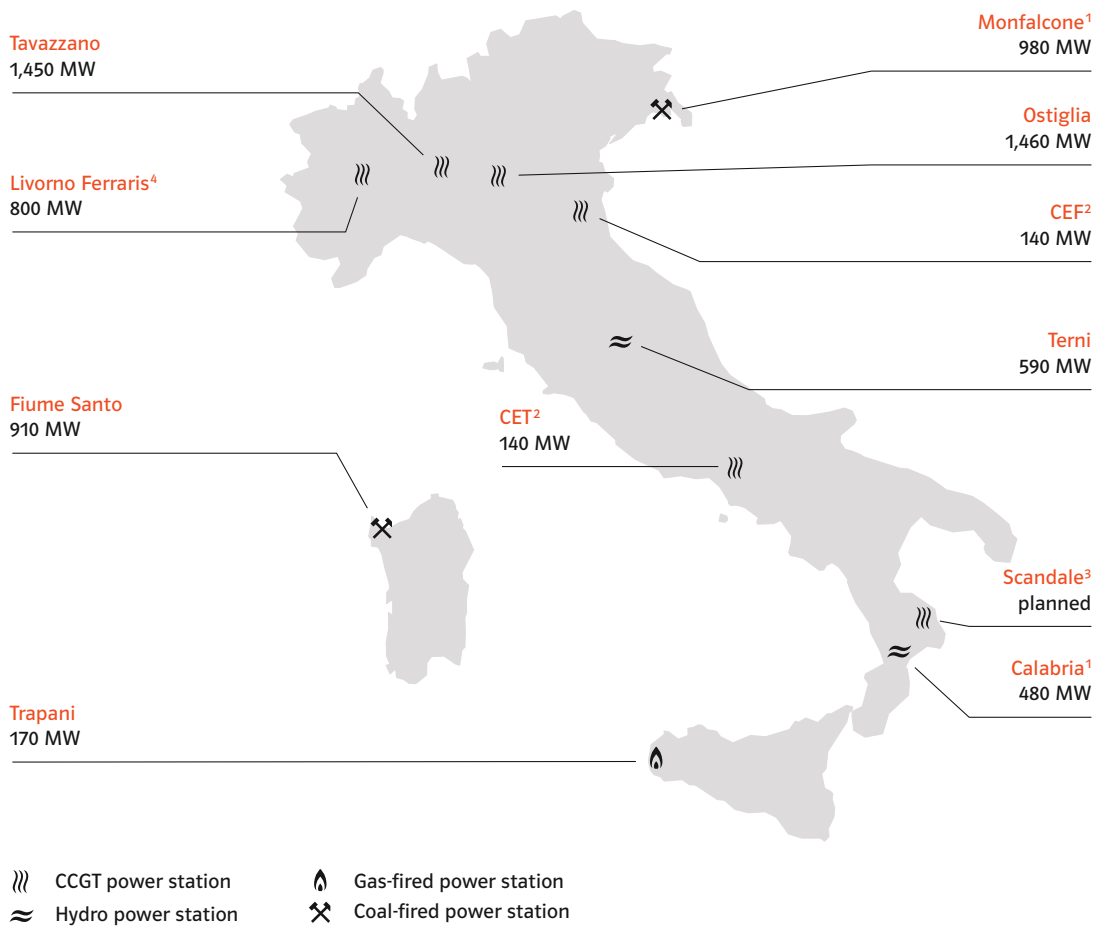 Monfalcone¹
980 MW
Tavazzano
1,450 MW
Ostiglia
1,460 MW
Livorno Ferraris⁴
800 MW
CEF²
140 MW
Terni
590 MW
Fiume Santo
910 MW
CET²
140 MW
Scandale³
planned
Calabria¹
480 MW
Trapani
170 MW
CCGT power station
Gas-fired power station
Hydro power station
Coal-fired power station